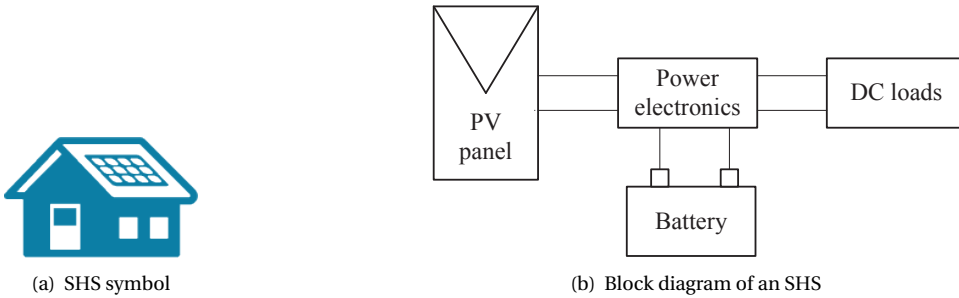 PV
panel
Power
electronics
DC loads
Battery
(a) SHS symbol
(b) Block diagram of an SHS